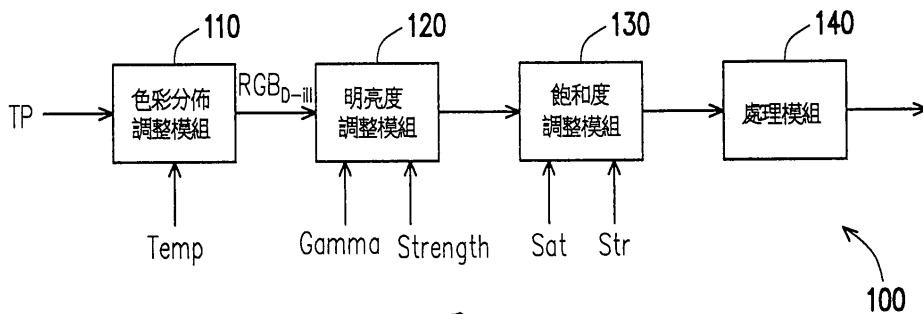 110
120
130
140
TP
色彩分佈
調整模組
RGB_D-ill
明亮度
調整模組
飽和度
調整模組
處理模組
Temp
Gamma
Strength
Sat
Str
100